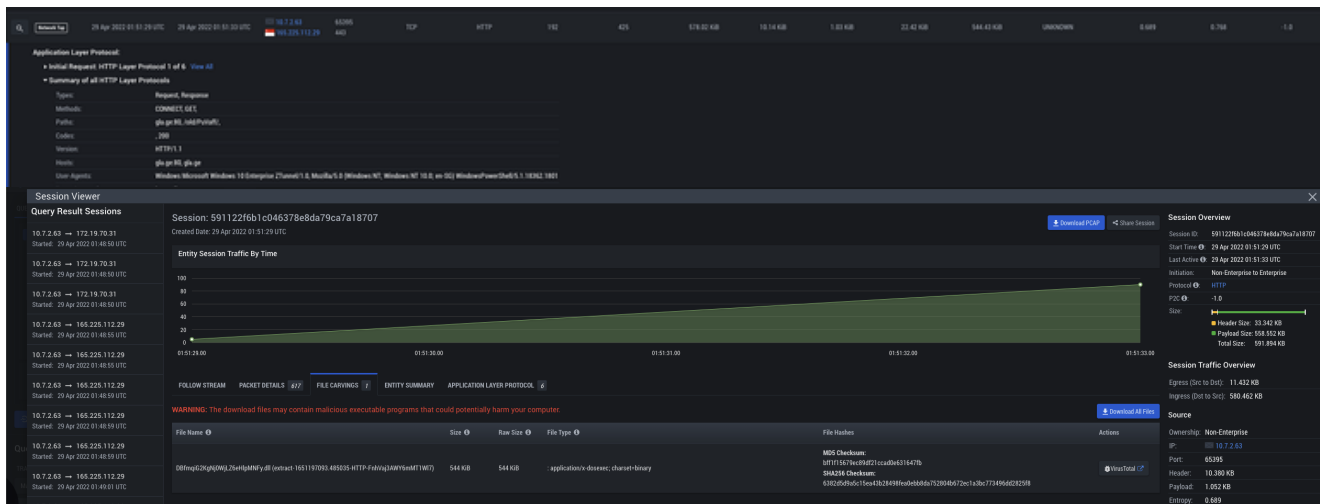 Network Tap 29 Apr 2022 01:51:29 UTC 29 Apr 2022 01:51:33 UTC 10.7.2.63 65395 TCP HTTP 192 425 578.02 KiB 10.14 KiB 1.03 KiB 22.42 KiB 544.43 KiB UNKNOWN 0.689 0.768 -1.0
165.225.112.29 443
Application Layer Protocol:
Initial Request: HTTP Layer Protocol 1 of 6 View All
Summary of all HTTP Layer Protocols
Types: Request, Response
Methods: CONNECT, GET,
Codes: , 200
Version: HTTP/1.1
Hosts: gla.ge:80, gla.ge
User-Agents: Windows Microsoft Windows 10 Enterprise ZTunnel/1.0, Mozilla/5.0 (Windows NT; Windows NT 10.0; en-GG) WindowsPowerShell/5.1.18362.1801
Session Viewer
Query Result Sessions
10.7.2.63 → 172.19.70.31
Started: 29 Apr 2022 01:48:50 UTC
10.7.2.63 → 172.19.70.31
Started: 29 Apr 2022 01:48:50 UTC
10.7.2.63 → 172.19.70.31
Started: 29 Apr 2022 01:48:50 UTC
10.7.2.63 → 165.225.112.29
Started: 29 Apr 2022 01:48:55 UTC
10.7.2.63 → 165.225.112.29
Started: 29 Apr 2022 01:48:55 UTC
10.7.2.63 → 165.225.112.29
Started: 29 Apr 2022 01:48:59 UTC
10.7.2.63 → 165.225.112.29
Started: 29 Apr 2022 01:48:59 UTC
10.7.2.63 → 165.225.112.29
Started: 29 Apr 2022 01:48:59 UTC
10.7.2.63 → 165.225.112.29
Started: 29 Apr 2022 01:49:01 UTC
Session: 591122f6b1c046378e8da79ca7a18707
Created Date: 29 Apr 2022 01:51:29 UTC
Download PCAP
Share Session
Entity Session Traffic By Time
100
80
60
40
20
0
01:51:29.00 01:51:30.00 01:51:31.00 01:51:32.00 01:51:33.00
FOLLOW STREAM PACKET DETAILS 617 FILE CARVINGS 1 ENTITY SUMMARY APPLICATION LAYER PROTOCOL 6
WARNING: The download files may contain malicious executable programs that could potentially harm your computer.
Download All Files
File Name Size Raw Size File Type File Hashes Actions
DBfmqiG2KgNj0WjLZ6eHlpMNFy.dll (extract-1651197093.485035-HTTP-FnhVaj3AWY6mMT1Wl7) 544 KiB 544 KiB : application/x-dosexec; charset=binary
MD5 Checksum:
bff1f15679ec89df21ccad0e631647fb
SHA256 Checksum:
6382d5d9a5c15ea43b28498fea0ebb8da752804b672ec1a3bc773496dd2825f8
VirusTotal
Session Overview
Session ID: 591122f6b1c046378e8da79ca7a18707
Start Time: 29 Apr 2022 01:51:29 UTC
Last Active: 29 Apr 2022 01:51:33 UTC
Initiation: Non-Enterprise to Enterprise
Protocol: HTTP
P2C: -1.0
Size:
Header Size: 33.342 KB
Payload Size: 558.552 KB
Total Size: 591.894 KB
Session Traffic Overview
Egress (Src to Dst): 11.432 KB
Ingress (Dst to Src): 580.462 KB
Source
Ownership: Non-Enterprise
IP: 10.7.2.63
Port: 65395
Header: 10.380 KB
Payload: 1.052 KB
Entropy: 0.689